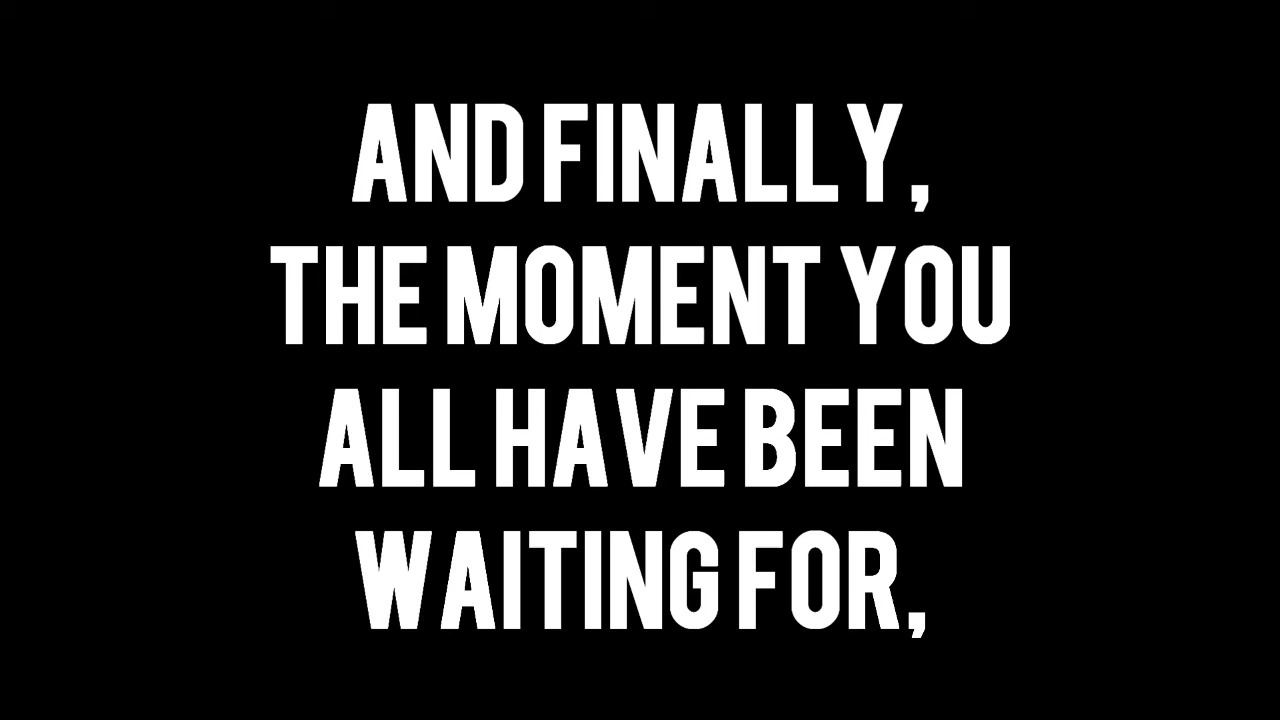 AND FINALLY,
THE MOMENT YOU
ALL HAVE BEEN
WAITING FOR,